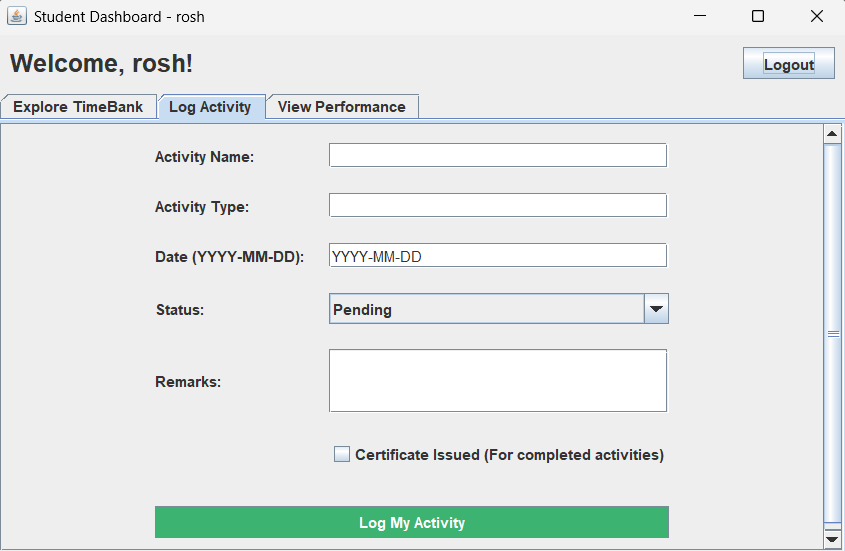 Student Dashboard - rosh
Welcome, rosh!
Logout
Explore TimeBank
Log Activity
View Performance
Activity Name:
Activity Type:
Date (YYYY-MM-DD): YYYY-MM-DD
Status: Pending
Remarks:
Certificate Issued (For completed activities)
Log My Activity